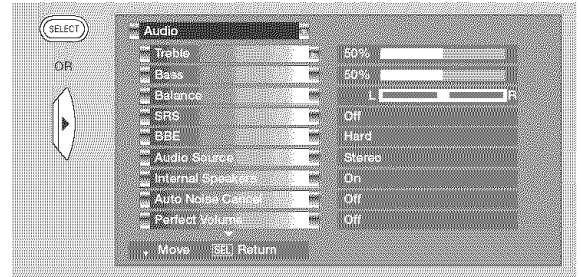 SELECT
OR
Audio
Treble 50%
Bass 50%
Balance L R
SRS Off
BBE Hard
Audio Source Stereo
Internal Speakers On
Auto Noise Cancel Off
Perfect Volume Off
Move SEL Return